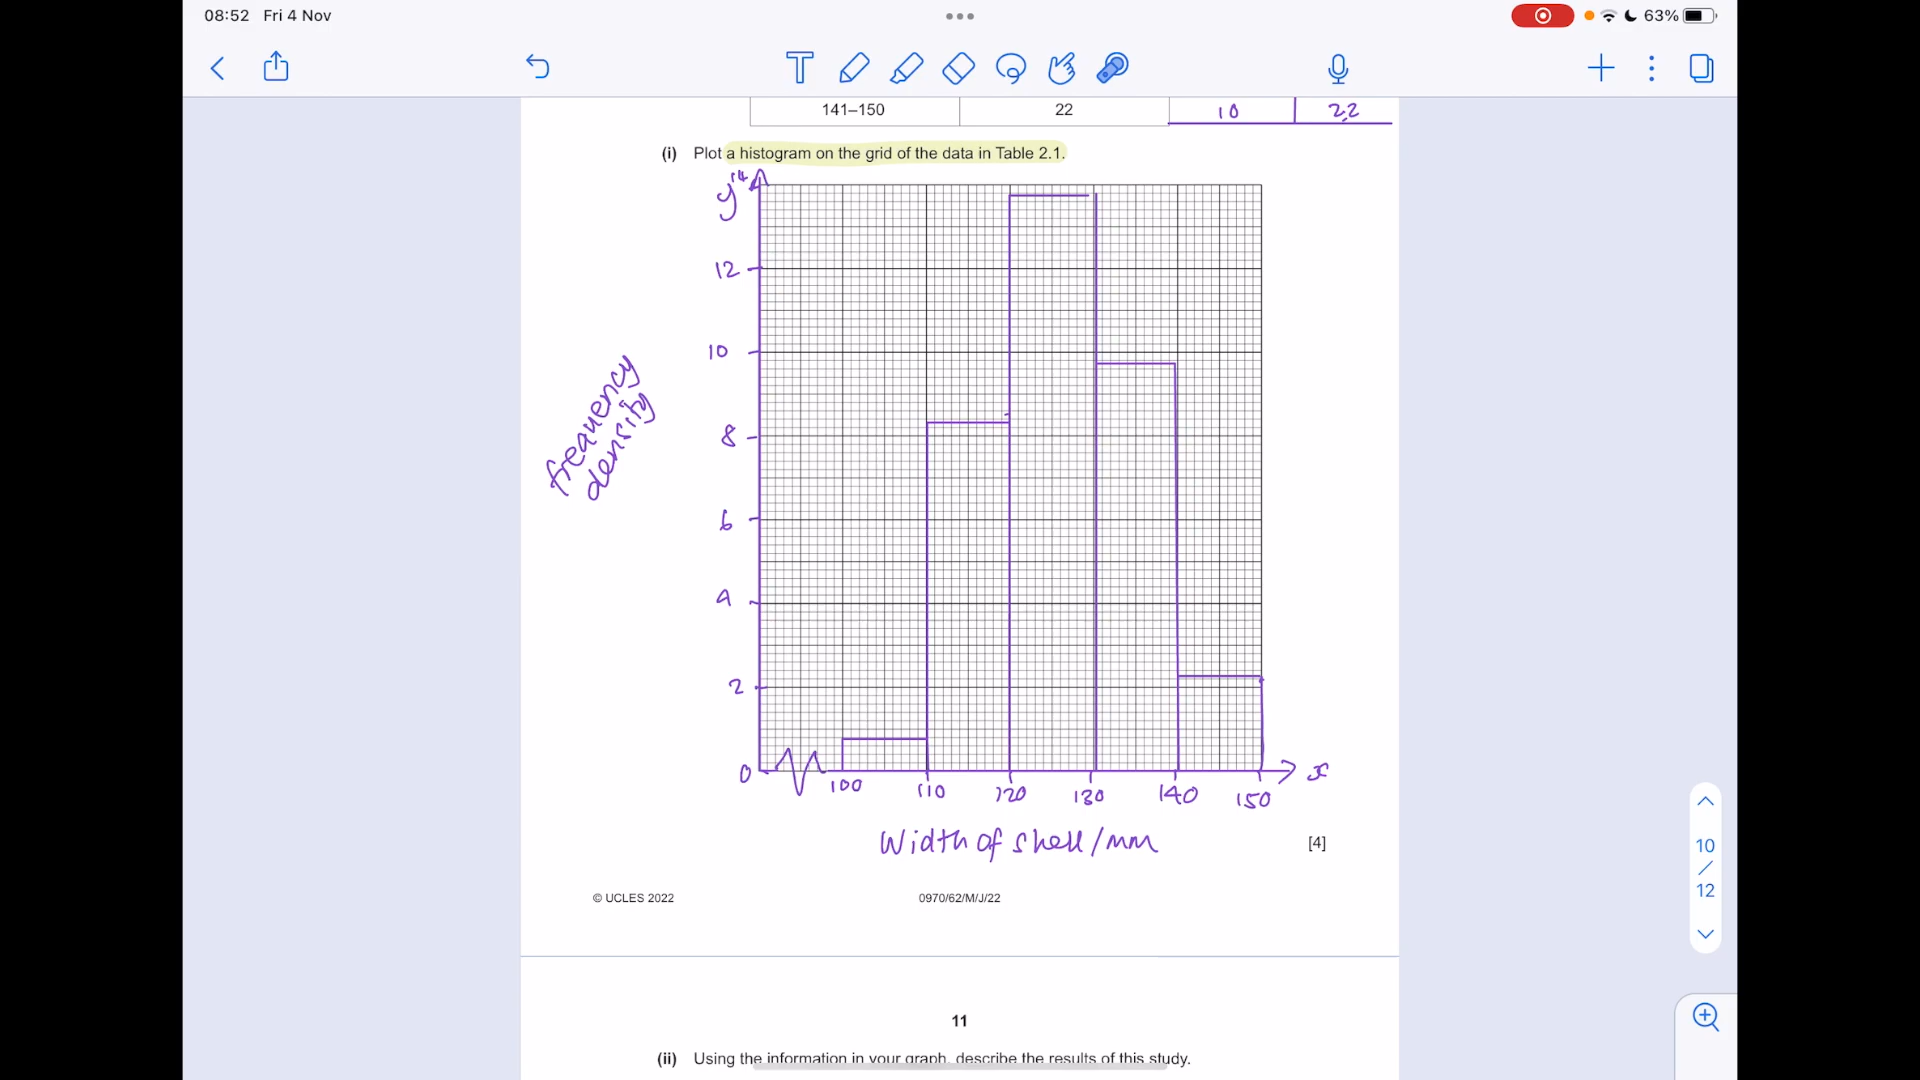 08:52 Fri 4 Nov
63%
T
141–150 22 10 2.2
(i) Plot a histogram on the grid of the data in Table 2.1.
y
14
12
10
8
6
4
2
0
frequency
density
100 110 120 130 140 150 x
Width of shell/mm
[4]
© UCLES 2022 0970/62/M/J/22
10
/
12
11
(ii) Using the information in your graph, describe the results of this study.